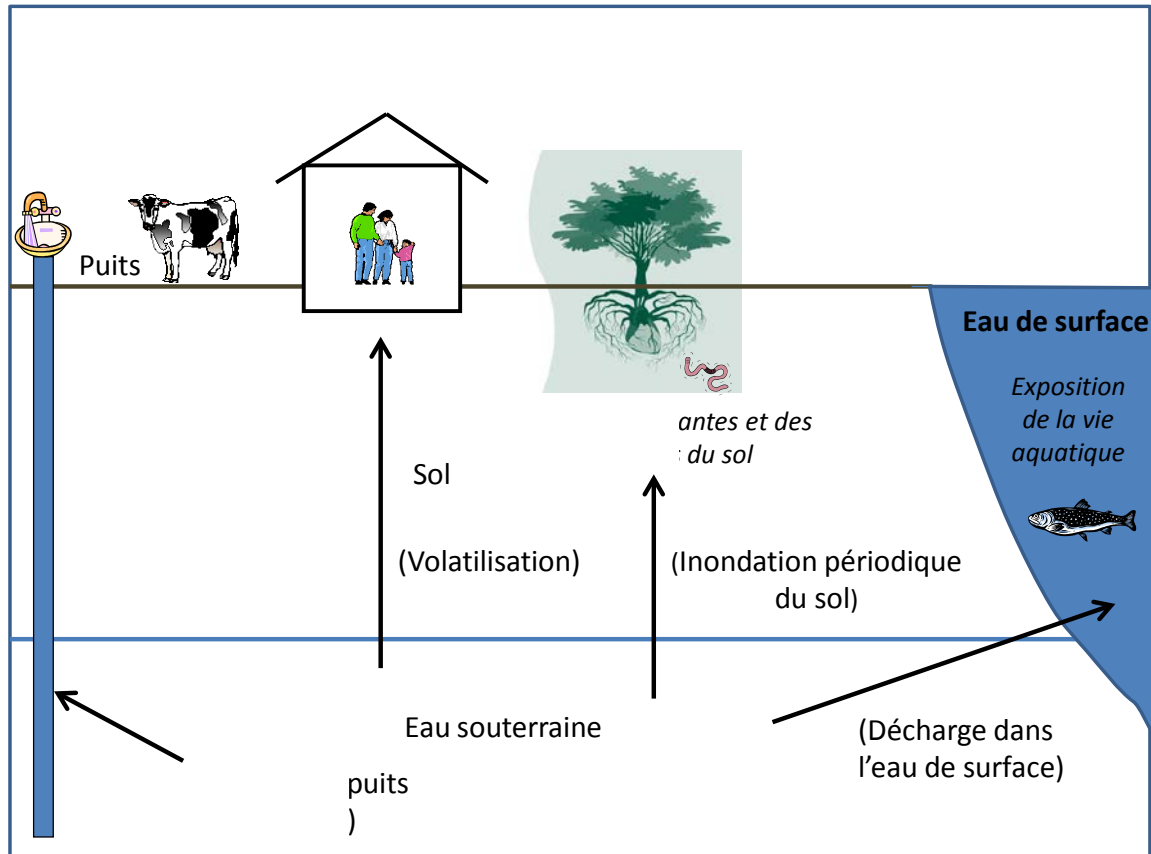 Puits
Eau de surface
Exposition
de la vie
aquatique
antes et des
du sol
Sol
(Volatilisation)
(Inondation périodique
du sol)
Eau souterraine
(Décharge dans
l'eau de surface)
puits
)